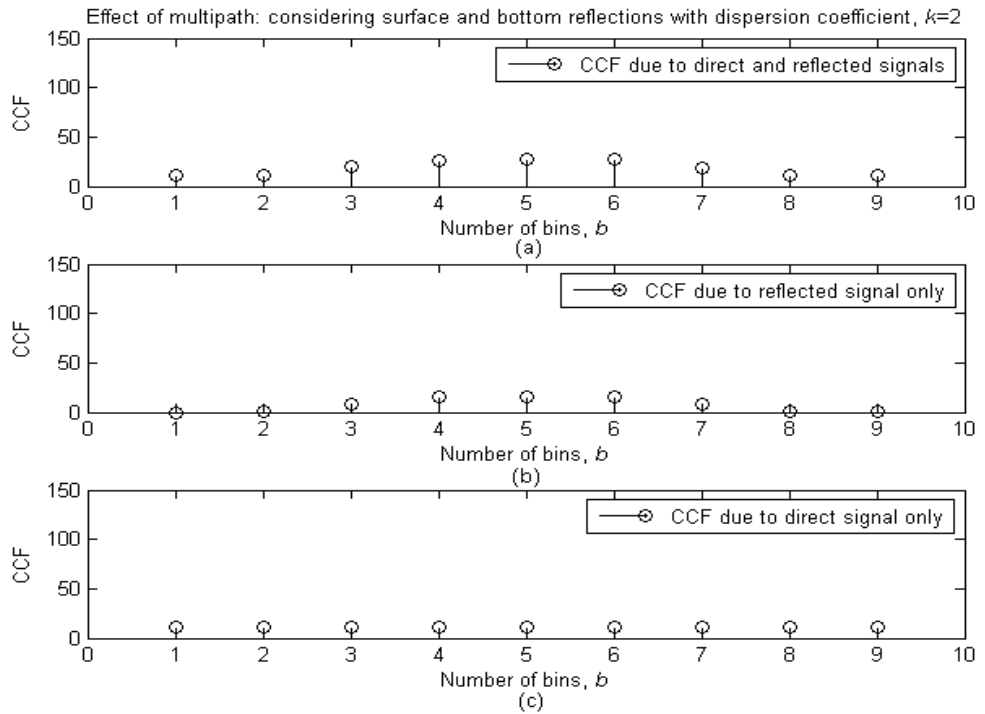 Effect of multipath: considering surface and bottom reflections with dispersion coefficient, k=2
150
100
50
0
CCF
CCF due to direct and reflected signals
0 1 2 3 4 5 6 7 8 9 10
Number of bins, b
(a)
150
100
50
0
CCF
CCF due to reflected signal only
0 1 2 3 4 5 6 7 8 9 10
Number of bins, b
(b)
150
100
50
0
CCF
CCF due to direct signal only
0 1 2 3 4 5 6 7 8 9 10
Number of bins, b
(c)